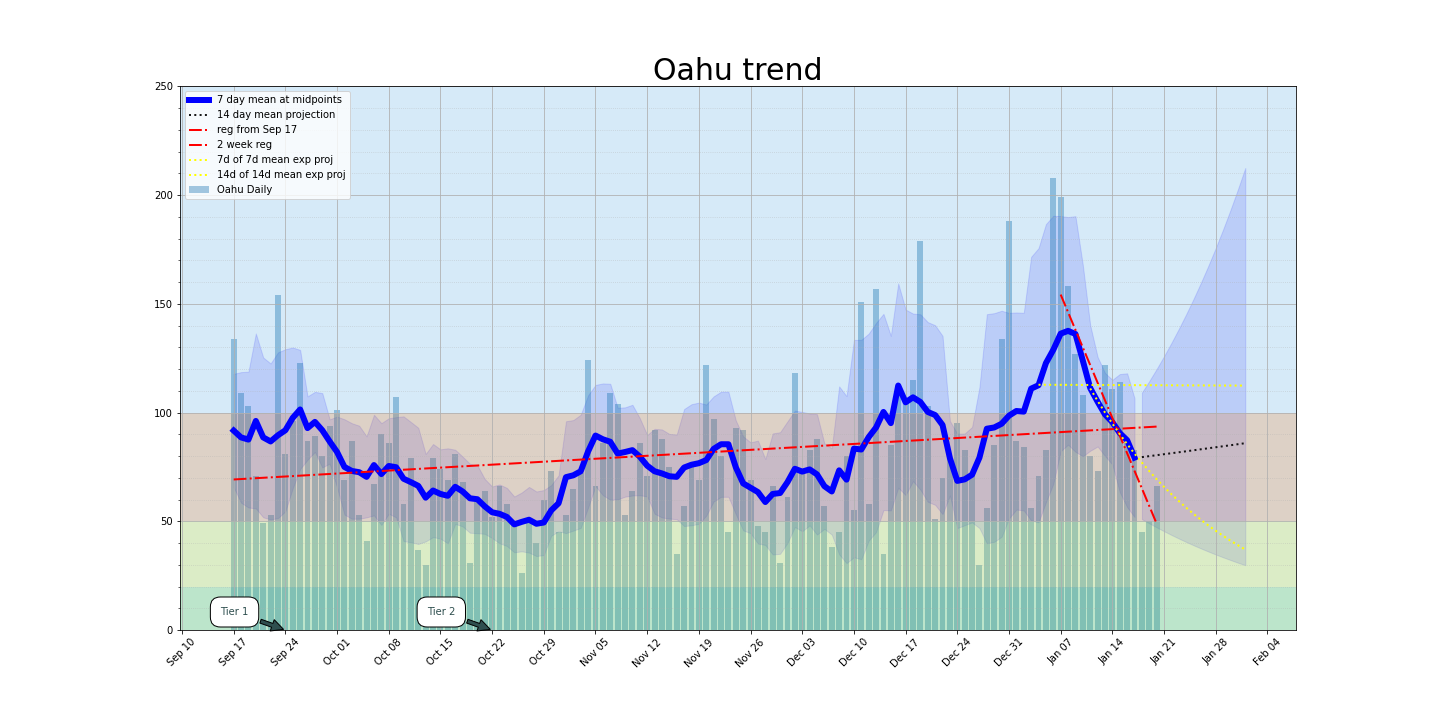 Oahu trend
250
200
150
100
50
0
7 day mean at midpoints
14 day mean projection
reg from Sep 17
2 week reg
7d of 7d mean exp proj
14d of 14d mean exp proj
Oahu Daily
Tier 1
Tier 2
Sep 10
Sep 17
Sep 24
Oct 01
Oct 08
Oct 15
Oct 22
Oct 29
Nov 05
Nov 12
Nov 19
Nov 26
Dec 03
Dec 10
Dec 17
Dec 24
Dec 31
Jan 07
Jan 14
Jan 21
Jan 28
Feb 04